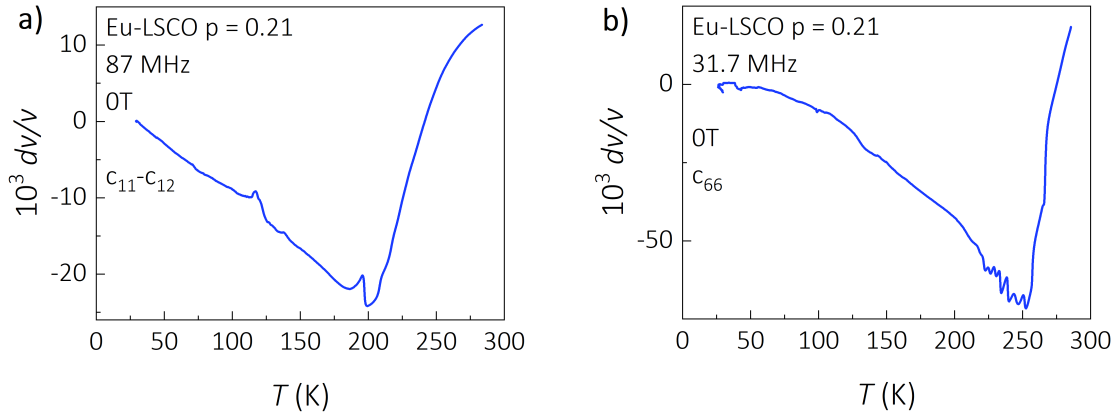 a)
Eu-LSCO p = 0.21
87 MHz
0T
c11-c12
10
0
-10
-20
10³ dv/v
0 50 100 150 200 250 300
T (K)
b)
Eu-LSCO p = 0.21
31.7 MHz
0T
c66
0
-50
10³ dv/v
0 50 100 150 200 250 300
T (K)